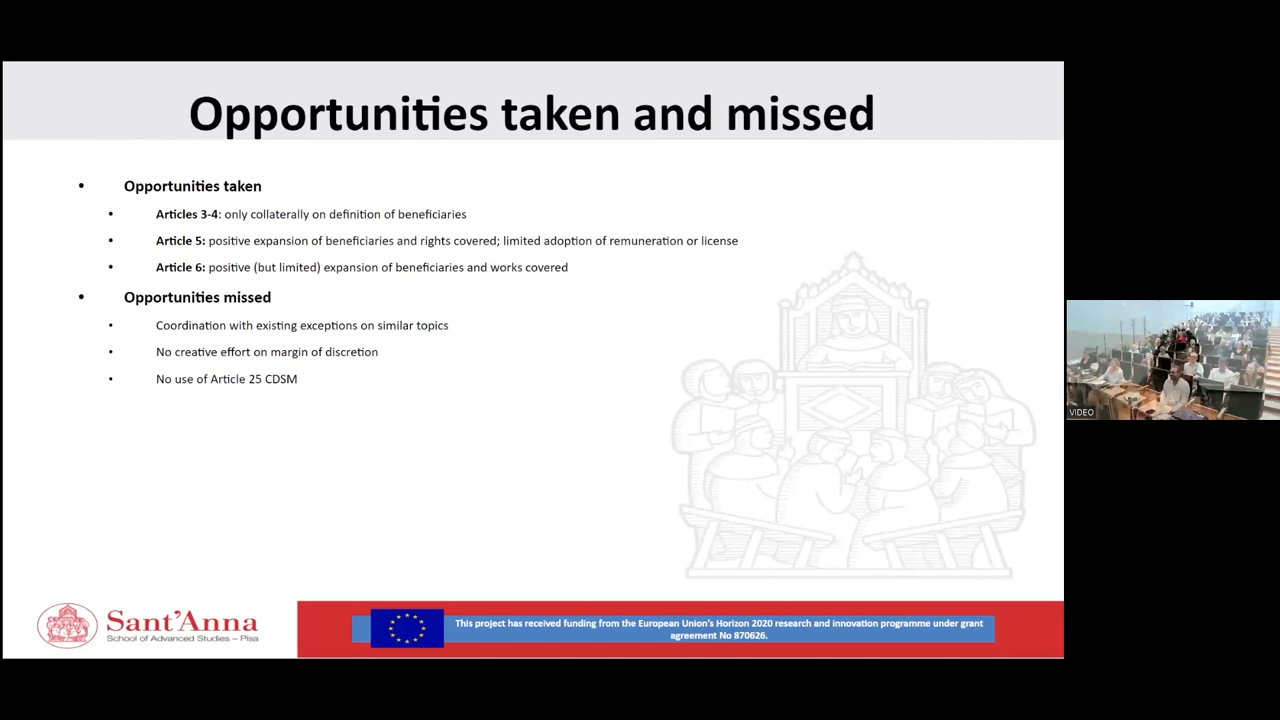 Opportunities taken and missed
• Opportunities taken
• Articles 3-4: only collaterally on definition of beneficiaries
• Article 5: positive expansion of beneficiaries and rights covered; limited adoption of remuneration or license
• Article 6: positive (but limited) expansion of beneficiaries and works covered
• Opportunities missed
• Coordination with existing exceptions on similar topics
• No creative effort on margin of discretion
• No use of Article 25 CDSM
VIDEO
Sant'Anna
School of Advanced Studies – Pisa
This project has received funding from the European Union's Horizon 2020 research and innovation programme under grant
agreement No 870626.